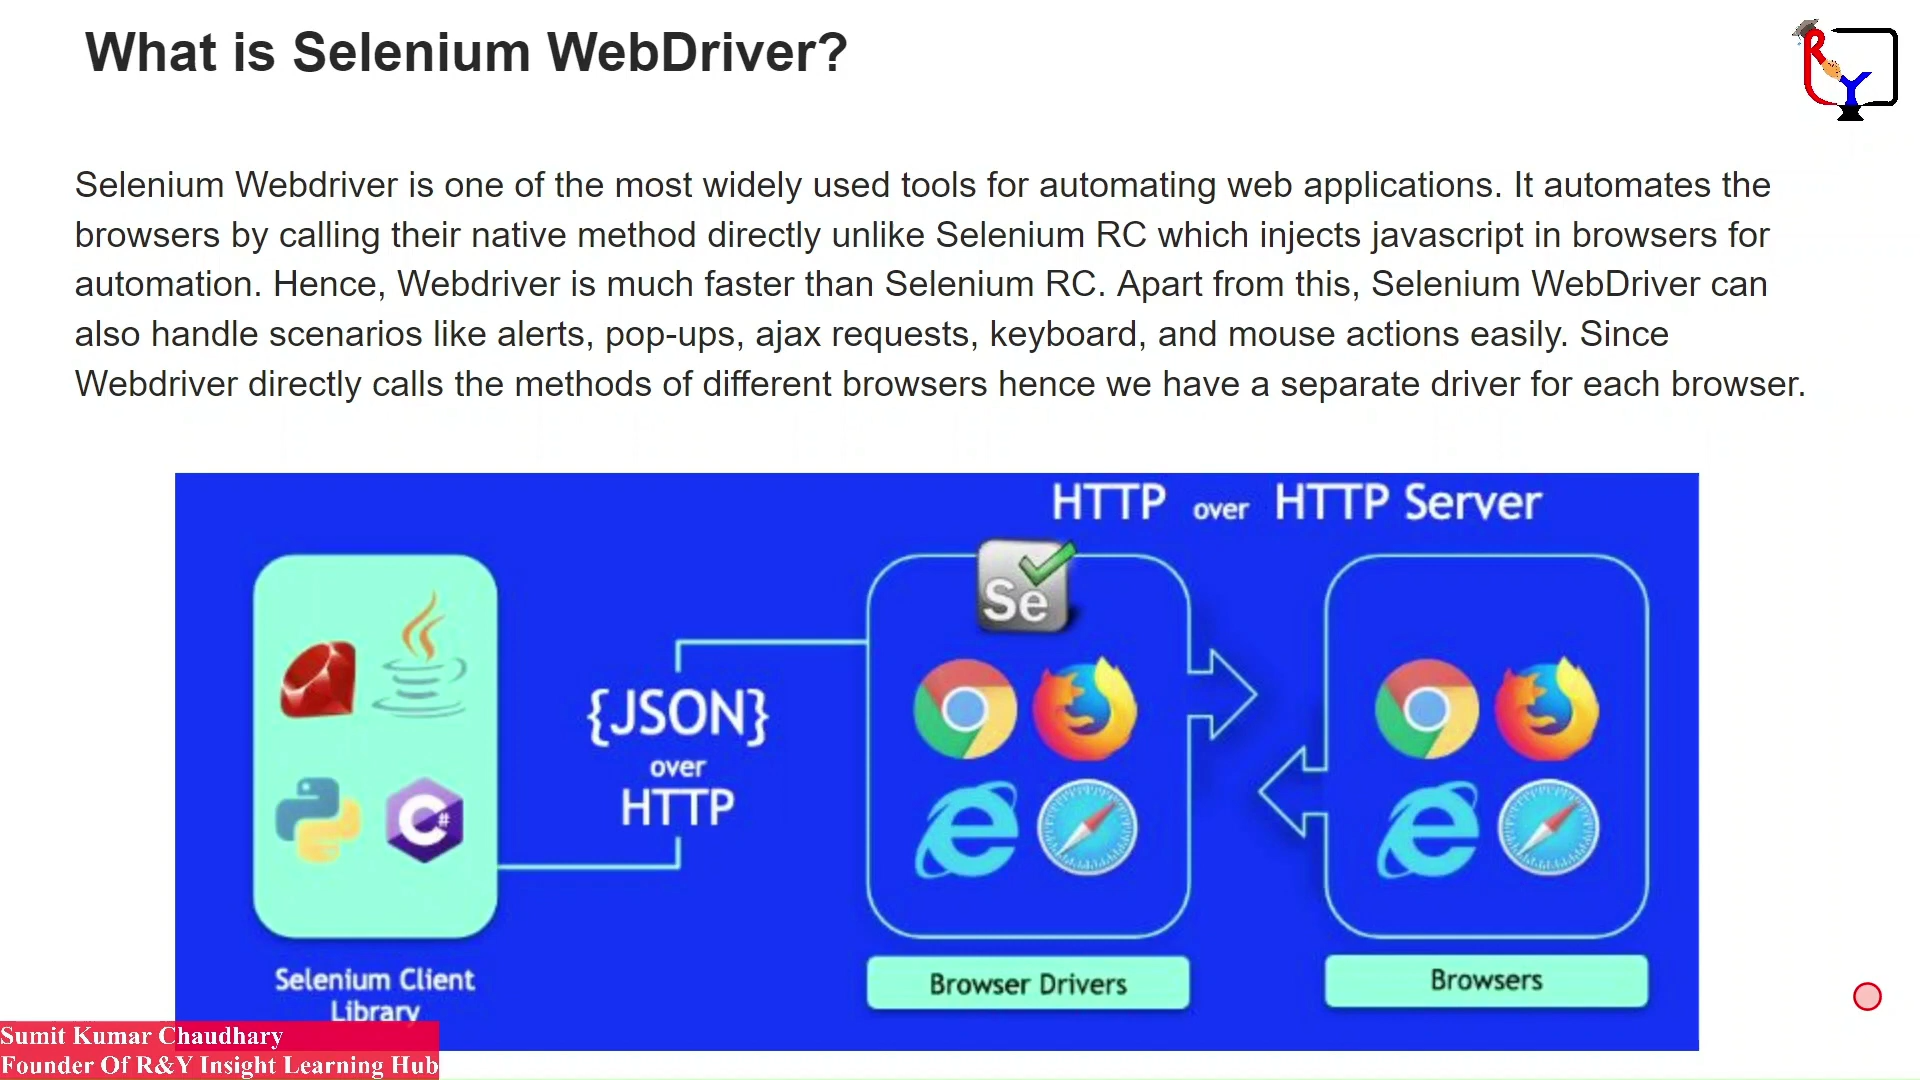 What is Selenium WebDriver?
R
Y
Selenium Webdriver is one of the most widely used tools for automating web applications. It automates the
browsers by calling their native method directly unlike Selenium RC which injects javascript in browsers for
automation. Hence, Webdriver is much faster than Selenium RC. Apart from this, Selenium WebDriver can
also handle scenarios like alerts, pop-ups, ajax requests, keyboard, and mouse actions easily. Since
Webdriver directly calls the methods of different browsers hence we have a separate driver for each browser.
HTTP over HTTP Server
Se
{JSON}
over
HTTP
C#
Selenium Client
Library
Browser Drivers
Browsers
Sumit Kumar Chaudhary
Founder Of R&Y Insight Learning Hub